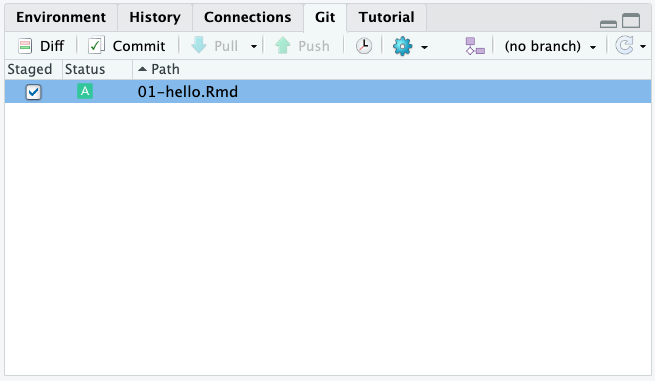 Environment History Connections Git Tutorial
Diff Commit Pull Push (no branch)
Staged Status Path
A 01-hello.Rmd